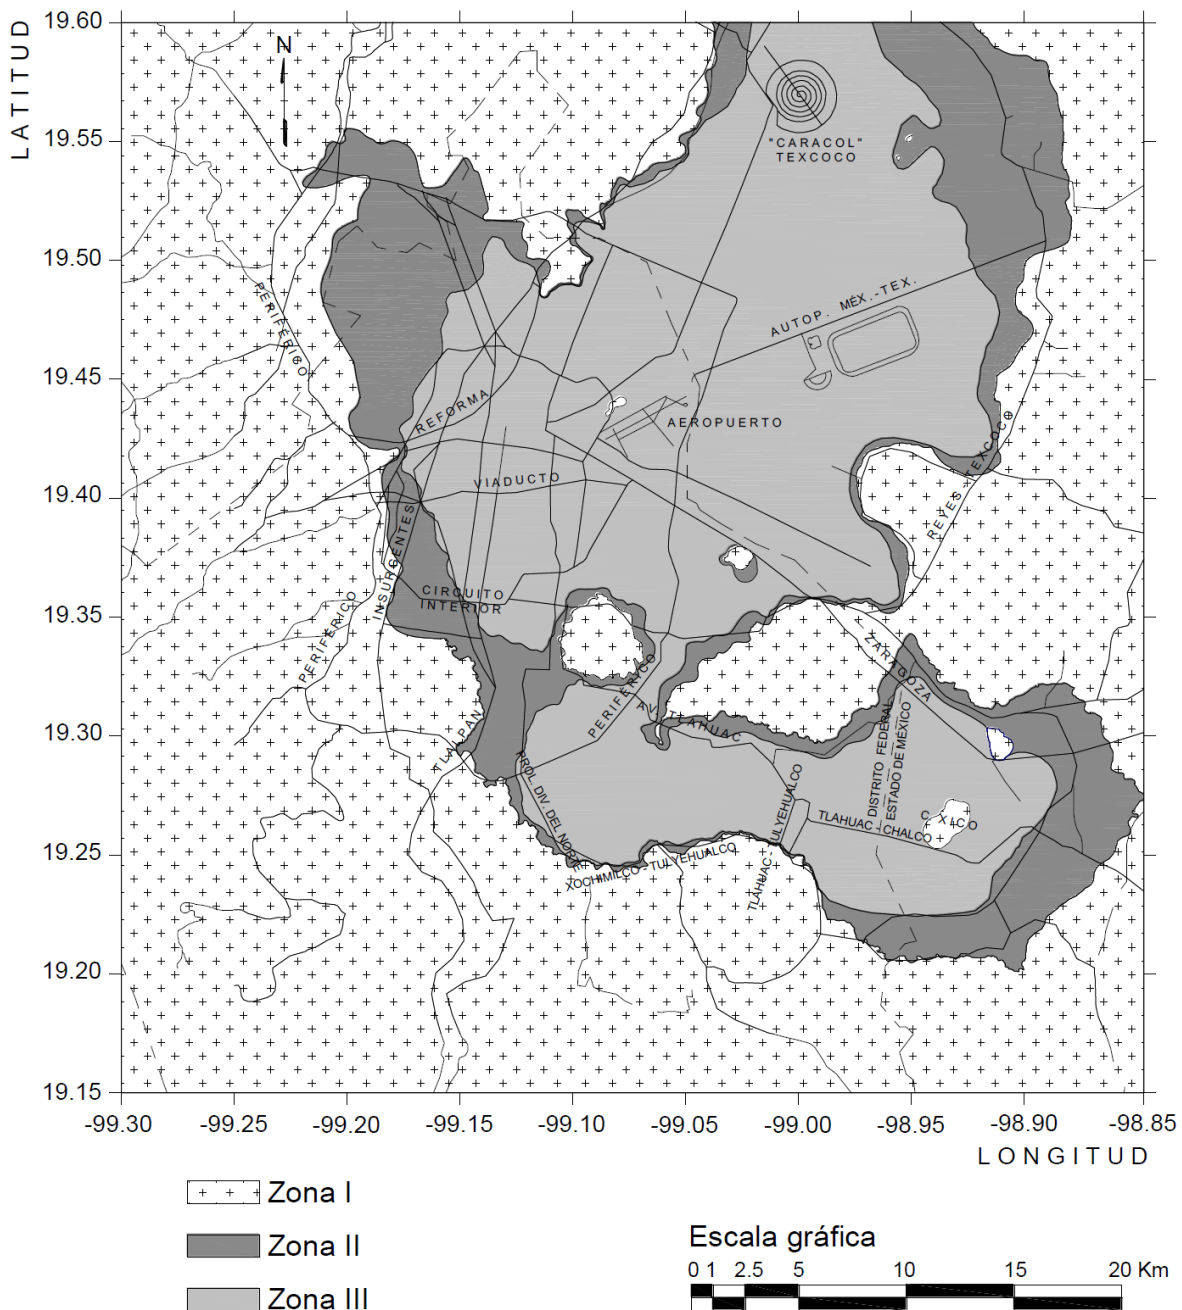 19.60
19.55
19.50
19.45
19.40
19.35
19.30
19.25
19.20
19.15
LATITUD
N
"CARACOL"
TEXCOCO
PERIFÉRICO
AUTOP. MÉX.-TEX.
REFORMA
AEROPUERTO
VIADUCTO
REYES - TEXCOCO
INSURGENTES
CIRCUITO
INTERIOR
PERIFÉRICO
ZARAGOZA
PERIFÉRICO
AV. TLAHUAC
TLALPAN
DISTRITO FEDERAL
ESTADO DE MÉXICO
PROL. DIV. DEL NORTE
TLAHUAC - TULYEHUALCO
TLAHUAC - CHALCO
XOCHIMILCO - TULYEHUALCO
-99.30 -99.25 -99.20 -99.15 -99.10 -99.05 -99.00 -98.95 -98.90 -98.85
LONGITUD
Zona I
Zona II
Zona III
Escala gráfica
0 1 2.5 5 10 15 20 Km